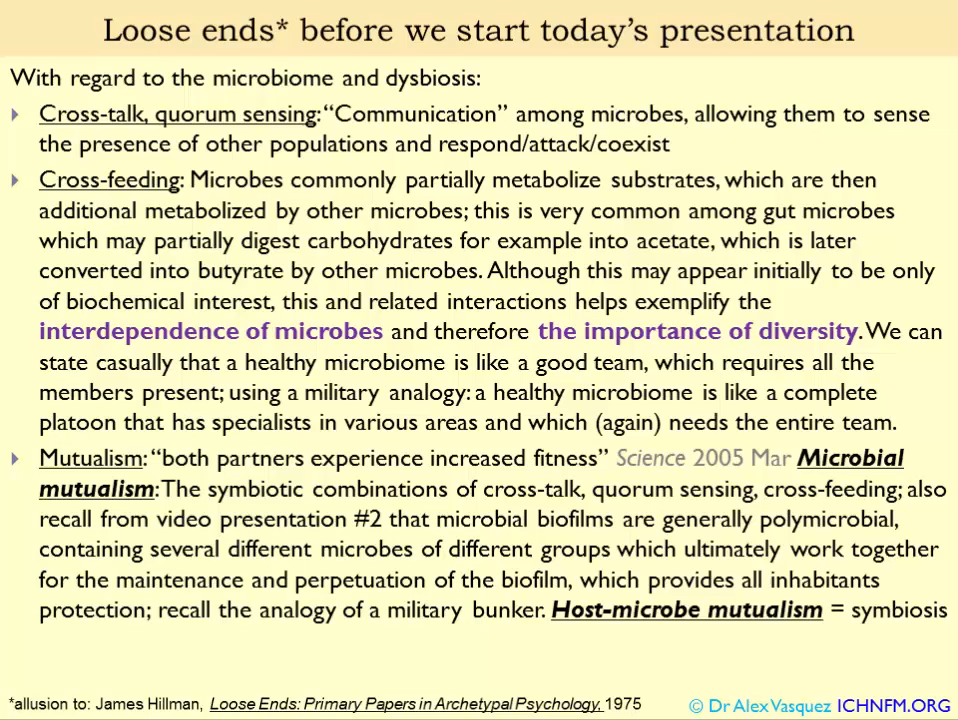 Loose ends* before we start today's presentation
With regard to the microbiome and dysbiosis:
Cross-talk, quorum sensing: “Communication” among microbes, allowing them to sense
the presence of other populations and respond/attack/coexist
Cross-feeding: Microbes commonly partially metabolize substrates, which are then
additional metabolized by other microbes; this is very common among gut microbes
which may partially digest carbohydrates for example into acetate, which is later
converted into butyrate by other microbes. Although this may appear initially to be only
of biochemical interest, this and related interactions helps exemplify the
interdependence of microbes and therefore the importance of diversity. We can
state casually that a healthy microbiome is like a good team, which requires all the
members present; using a military analogy: a healthy microbiome is like a complete
platoon that has specialists in various areas and which (again) needs the entire team.
Mutualism: “both partners experience increased fitness” Science 2005 Mar Microbial
mutualism: The symbiotic combinations of cross-talk, quorum sensing, cross-feeding; also
recall from video presentation #2 that microbial biofilms are generally polymicrobial,
containing several different microbes of different groups which ultimately work together
for the maintenance and perpetuation of the biofilm, which provides all inhabitants
protection; recall the analogy of a military bunker. Host-microbe mutualism = symbiosis
*allusion to: James Hillman, Loose Ends: Primary Papers in Archetypal Psychology, 1975
© Dr Alex Vasquez ICHNFM.ORG